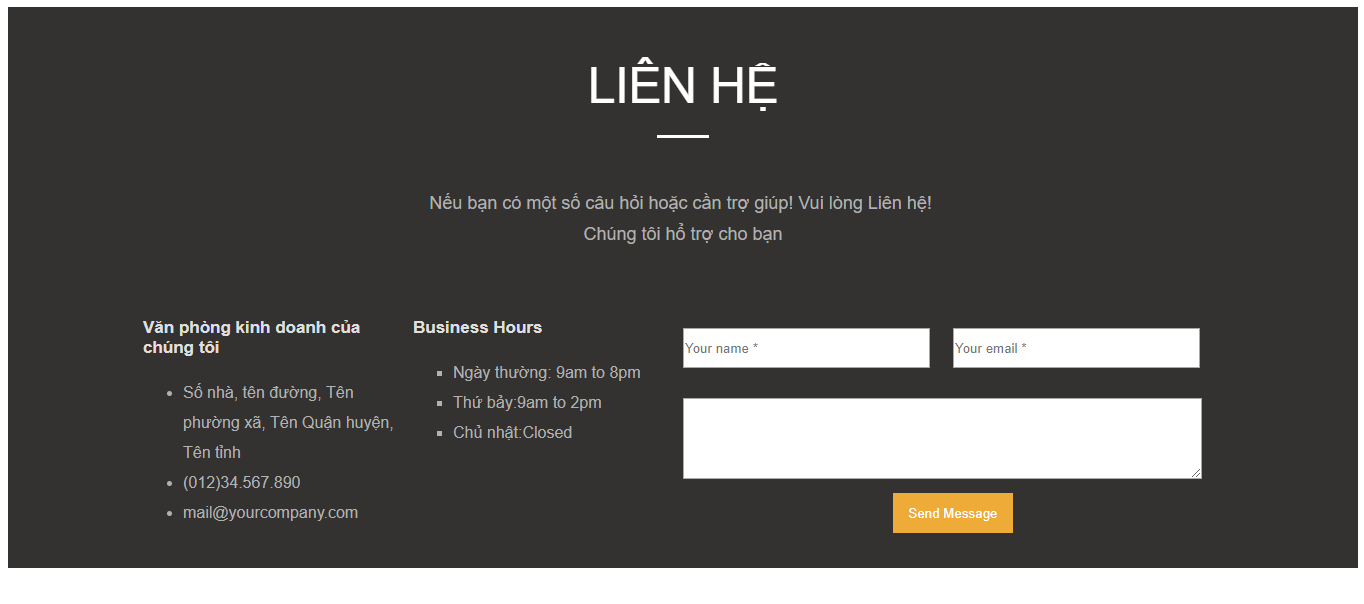 LIÊN HỆ
Nếu bạn có một số câu hỏi hoặc cần trợ giúp! Vui lòng Liên hệ!
Chúng tôi hổ trợ cho bạn
Văn phòng kinh doanh của
chúng tôi
Số nhà, tên đường, Tên
phường xã, Tên Quận huyện,
Tên tỉnh
(012)34.567.890
mail@yourcompany.com
Business Hours
Ngày thường: 9am to 8pm
Thứ bảy:9am to 2pm
Chủ nhật:Closed
Your name *
Your email *
Send Message